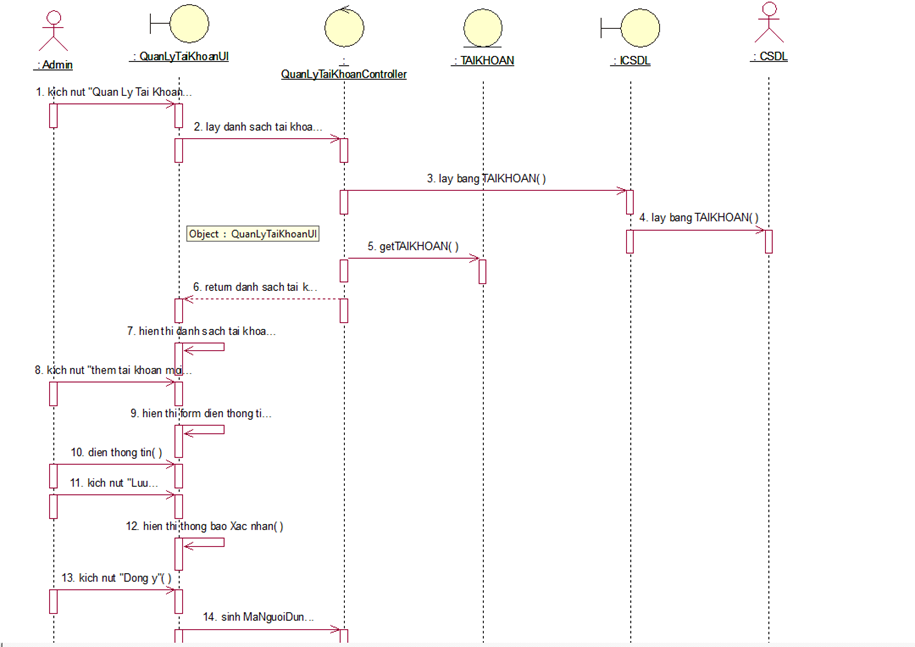 : Admin
: QuanLyTaiKhoanUI
:
QuanLyTaiKhoanController
: TAIKHOAN
: ICSDL
: CSDL
1. kich nut "Quan Ly Tai Khoan...
2. lay danh sach tai khoa...
3. lay bang TAIKHOAN( )
4. lay bang TAIKHOAN( )
Object : QuanLyTaiKhoanUI
5. getTAIKHOAN( )
6. return danh sach tai k...
7. hien thi danh sach tai khoa...
8. kich nut "them tai khoan moi...
9. hien thi form dien thong ti...
10. dien thong tin( )
11. kich nut "Luu...
12. hien thi thong bao Xac nhan( )
13. kich nut "Dong y"( )
14. sinh MaNguoiDun...